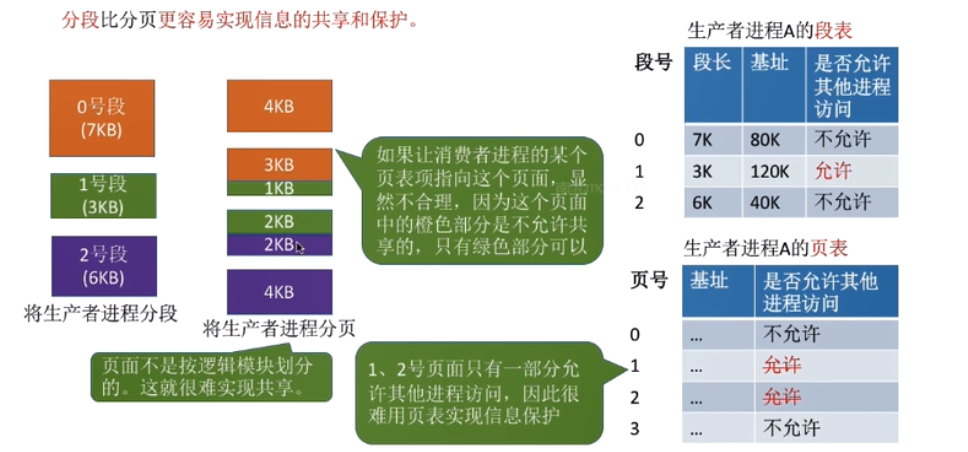 分段比分页更容易实现信息的共享和保护。
0号段
(7KB)
1号段
(3KB)
2号段
(6KB)
将生产者进程分段
4KB
3KB
1KB
2KB
2KB
4KB
将生产者进程分页
如果让消费者进程的某个
页表项指向这个页面，显
然不合理，因为这个页面
中的橙色部分是不允许共
享的，只有绿色部分可以
页面不是按逻辑模块划分
的。这就很难实现共享。
1、2号页面只有一部分允
许其他进程访问，因此很
难用页表实现信息保护
生产者进程A的段表
段号 段长 基址 是否允许
其他进程
访问
0 7K 80K 不允许
1 3K 120K 允许
2 6K 40K 不允许
生产者进程A的页表
页号 基址 是否允许其他
进程访问
0 ... 不允许
1 ... 允许
2 ... 允许
3 ... 不允许